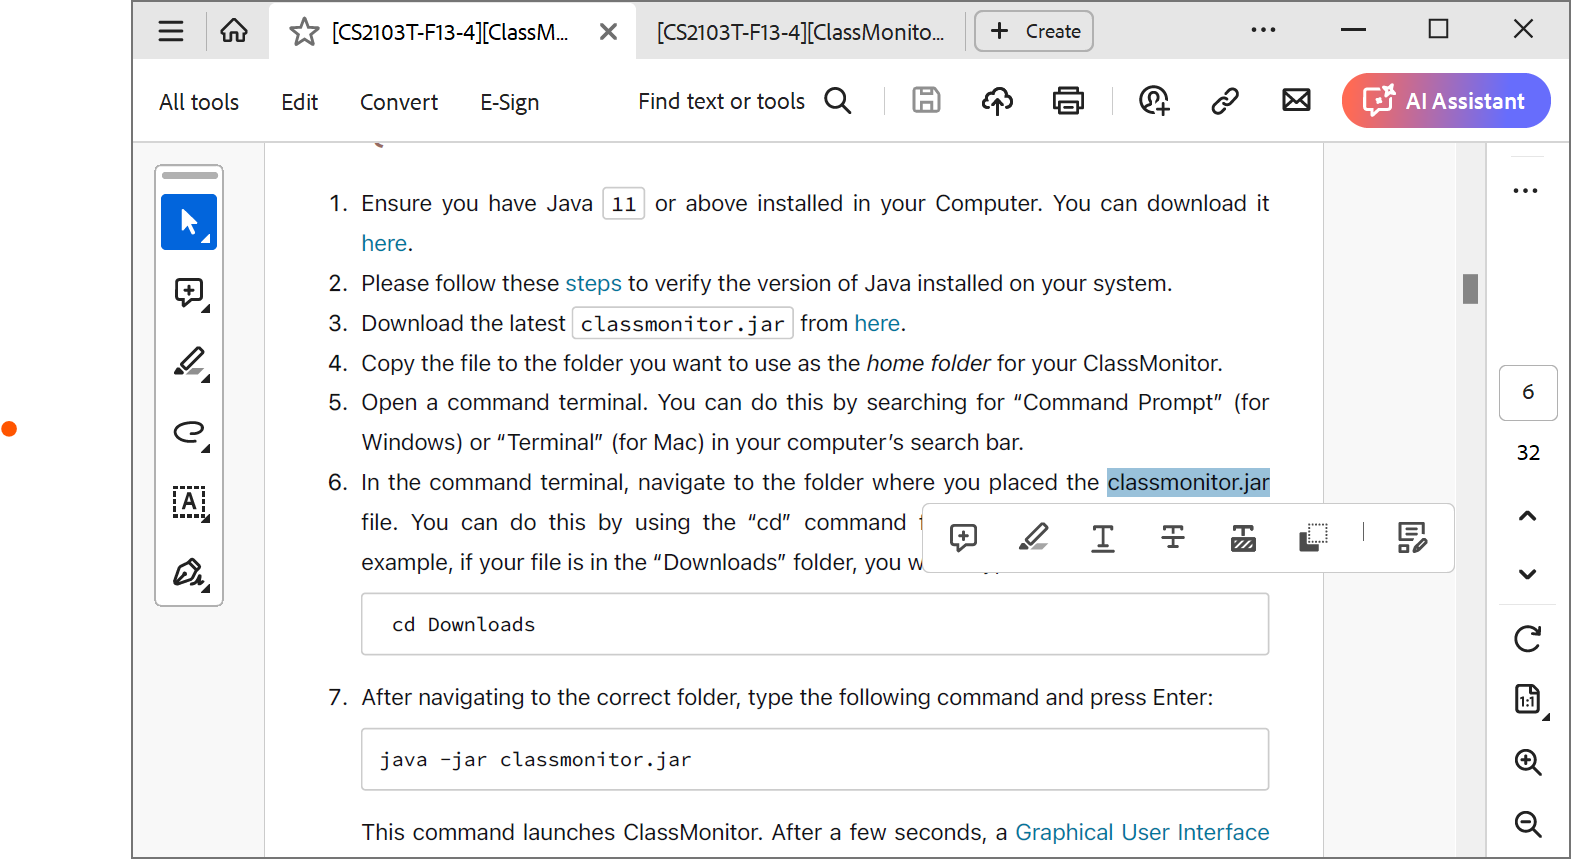 [CS2103T-F13-4][ClassM...
[CS2103T-F13-4][ClassMonito...
Create
All tools
Edit
Convert
E-Sign
Find text or tools
AI Assistant
1. Ensure you have Java 11 or above installed in your Computer. You can download it
here.
2. Please follow these steps to verify the version of Java installed on your system.
3. Download the latest classmonitor.jar from here.
4. Copy the file to the folder you want to use as the home folder for your ClassMonitor.
5. Open a command terminal. You can do this by searching for “Command Prompt” (for
Windows) or “Terminal” (for Mac) in your computer’s search bar.
6. In the command terminal, navigate to the folder where you placed the classmonitor.jar
file. You can do this by using the “cd” command
example, if your file is in the “Downloads” folder, you
cd Downloads
7. After navigating to the correct folder, type the following command and press Enter:
java -jar classmonitor.jar
This command launches ClassMonitor. After a few seconds, a Graphical User Interface
6
32
1:1
A